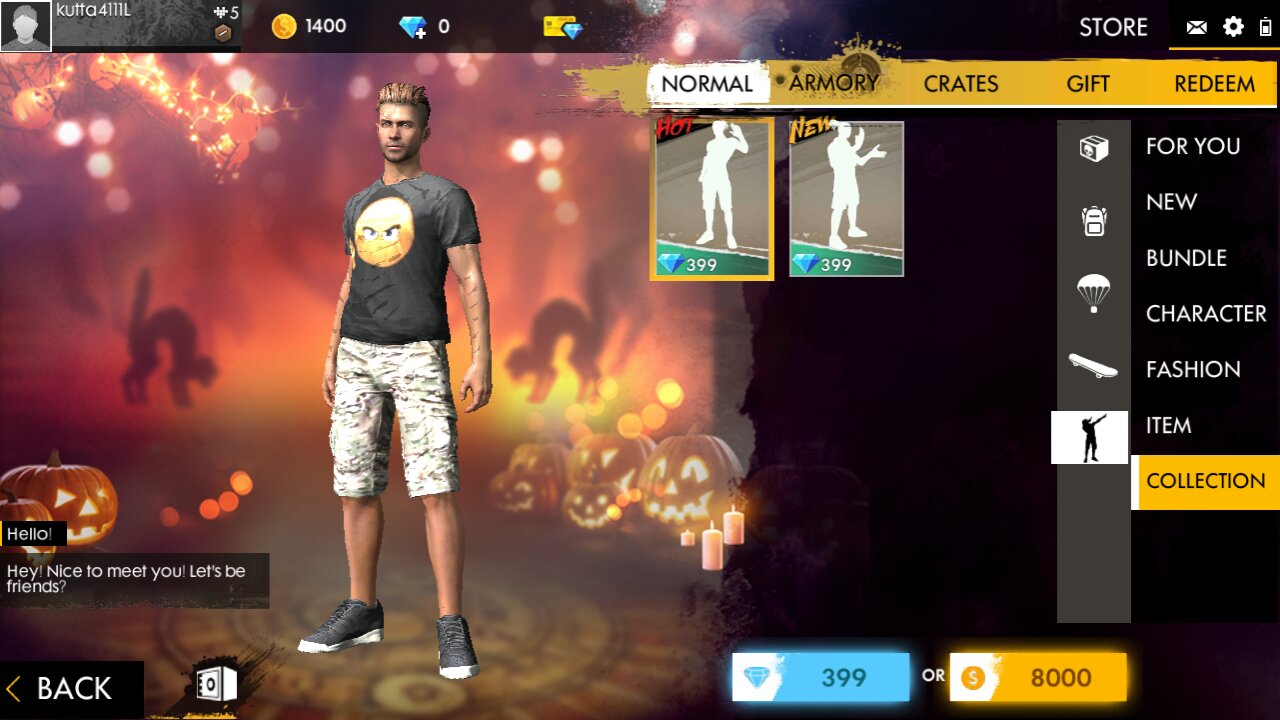 kutta4111L
5
1400
0
STORE
NORMAL
ARMORY
CRATES
GIFT
REDEEM
HOT
399
NEW
399
FOR YOU
NEW
BUNDLE
CHARACTER
FASHION
ITEM
COLLECTION
Hello!
Hey! Nice to meet you! Let's be
friends?
BACK
399
OR
8000